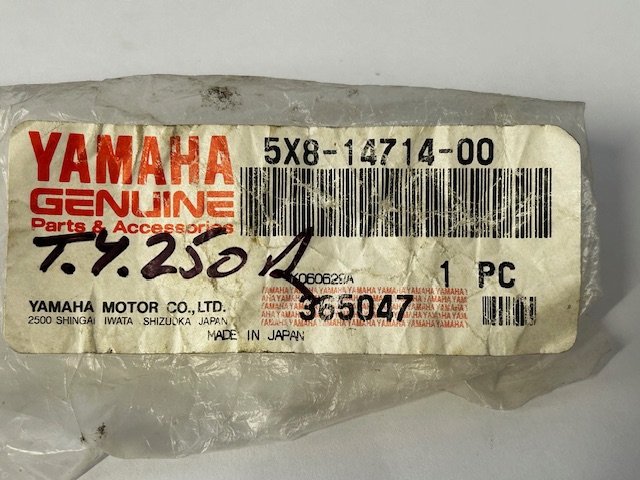 YAMAHA
GENUINE
Parts & Accessories
5X8-14714-00
T.Y.250 R
1 PC
365047
YAMAHA MOTOR CO.,LTD.
2500 SHINGAI IWATA SHIZUOKA JAPAN
MADE IN JAPAN